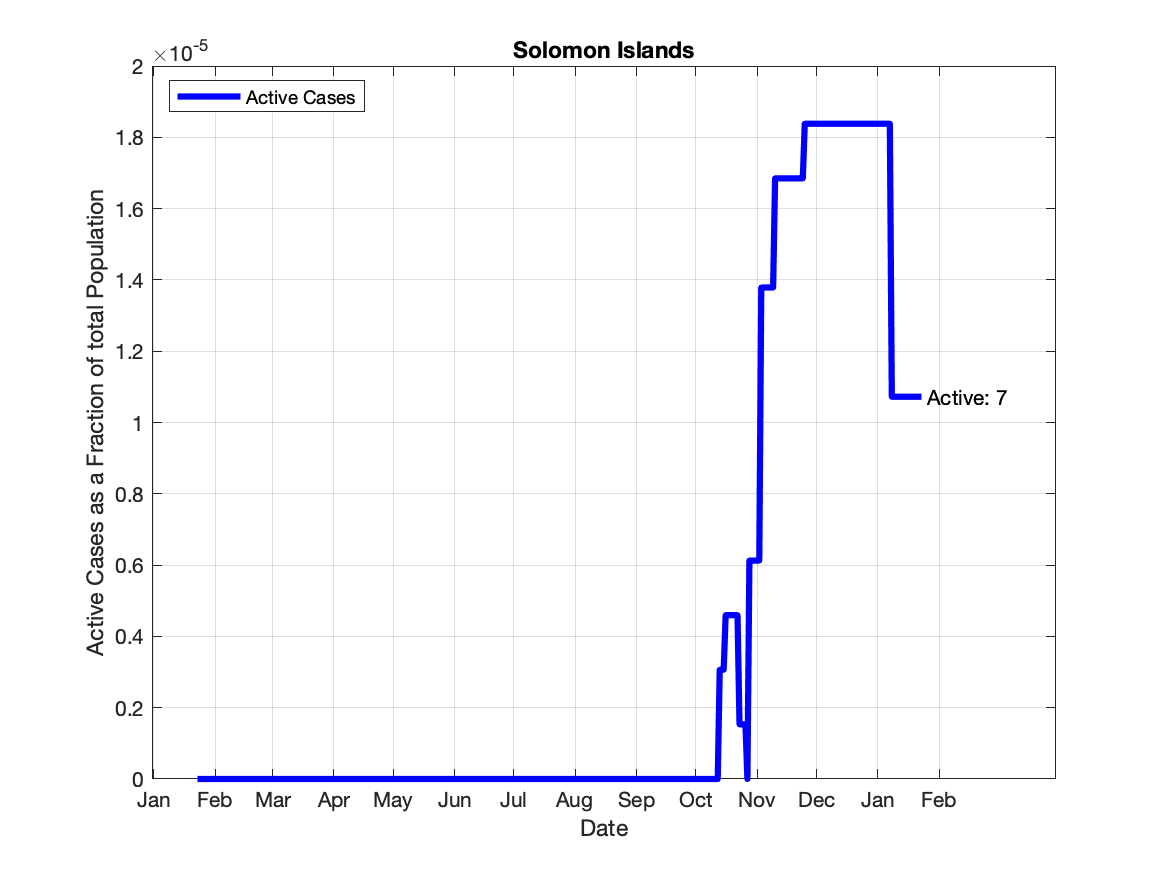 Solomon Islands
×10-5
Active Cases
Active Cases as a Fraction of total Population
2
1.8
1.6
1.4
1.2
1
0.8
0.6
0.4
0.2
0
Active: 7
Jan Feb Mar Apr May Jun Jul Aug Sep Oct Nov Dec Jan Feb
Date